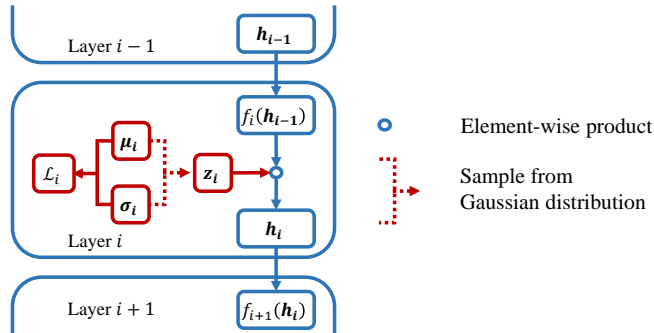 Layer i − 1
h_{i−1}
f_i(h_{i−1})
μ_i
ℒ_i
z_i
σ_i
h_i
Layer i
Layer i + 1
f_{i+1}(h_i)
Element-wise product
Sample from
Gaussian distribution